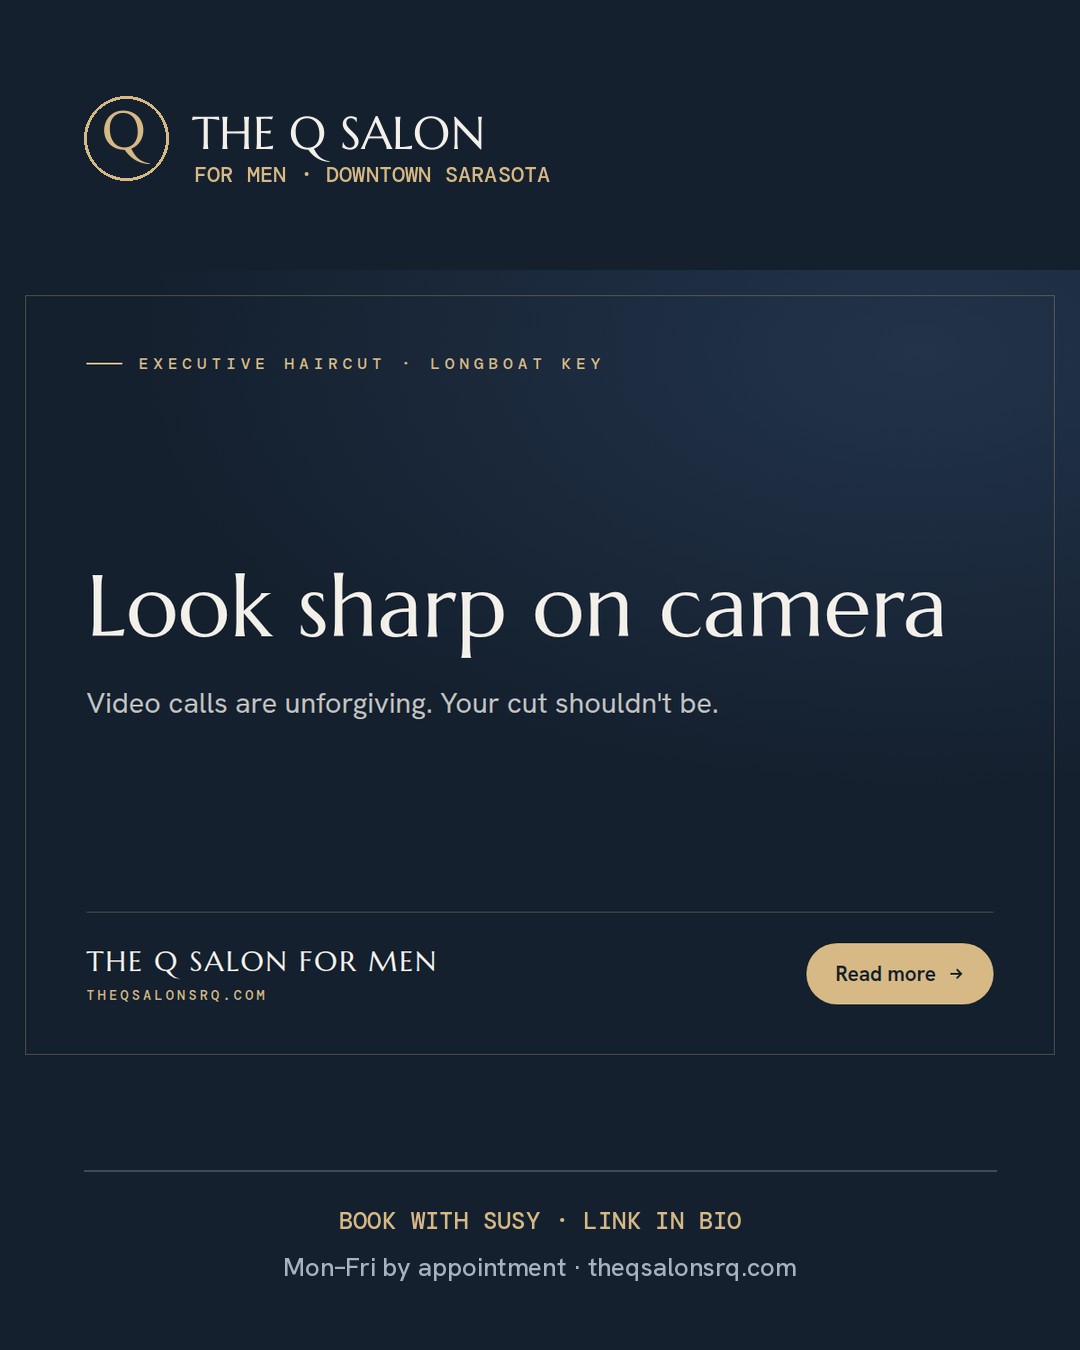 Q
THE Q SALON
FOR MEN · DOWNTOWN SARASOTA
EXECUTIVE HAIRCUT · LONGBOAT KEY
Look sharp on camera
Video calls are unforgiving. Your cut shouldn't be.
THE Q SALON FOR MEN
THEQSALONSRQ.COM
Read more →
BOOK WITH SUSY · LINK IN BIO
Mon–Fri by appointment · theqsalonsrq.com